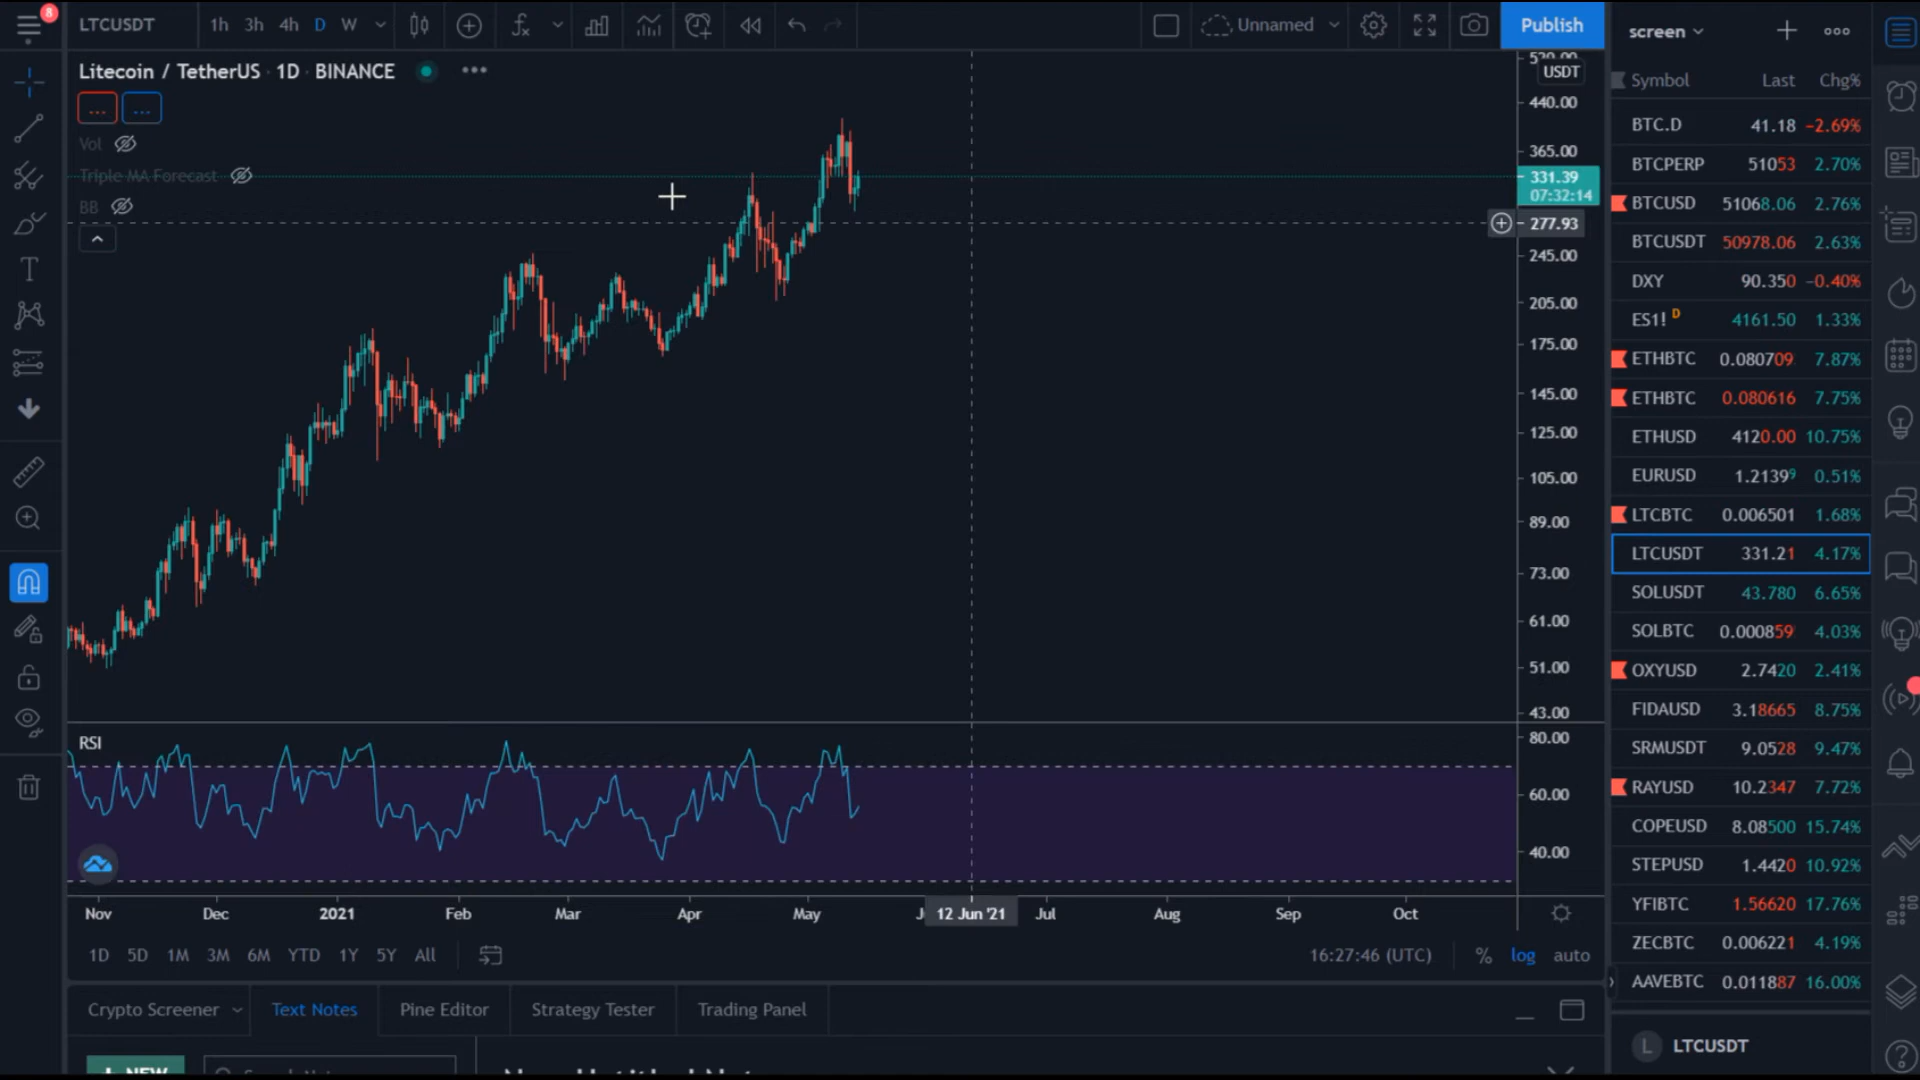 8
LTCUSDT 1h 3h 4h D W Unnamed Publish
Litecoin / TetherUS · 1D · BINANCE
... ...
Vol
Triple MA Forecast
BB
USDT
440.00
365.00
331.39
07:32:14
277.93
245.00
205.00
175.00
145.00
125.00
105.00
89.00
73.00
61.00
51.00
43.00
RSI
80.00
60.00
40.00
Nov Dec 2021 Feb Mar Apr May 12 Jun '21 Jul Aug Sep Oct
1D 5D 1M 3M 6M YTD 1Y 5Y All 16:27:46 (UTC) % log auto
Crypto Screener Text Notes Pine Editor Strategy Tester Trading Panel
+ NEW
screen
Symbol Last Chg%
BTC.D 41.18 −2.69%
BTCPERP 51053 2.70%
BTCUSD 51068.06 2.76%
BTCUSDT 50978.06 2.63%
DXY 90.350 −0.40%
ES1! D 4161.50 1.33%
ETHBTC 0.080709 7.87%
ETHBTC 0.080616 7.75%
ETHUSD 4120.00 10.75%
EURUSD 1.21399 0.51%
LTCBTC 0.006501 1.68%
LTCUSDT 331.21 4.17%
SOLUSDT 43.780 6.65%
SOLBTC 0.000859 4.03%
OXYUSD 2.7420 2.41%
FIDAUSD 3.18665 8.75%
SRMUSDT 9.0528 9.47%
RAYUSD 10.2347 7.72%
COPEUSD 8.08500 15.74%
STEPUSD 1.4420 10.92%
YFIBTC 1.56620 17.76%
ZECBTC 0.006221 4.19%
AAVEBTC 0.011887 16.00%
L LTCUSDT